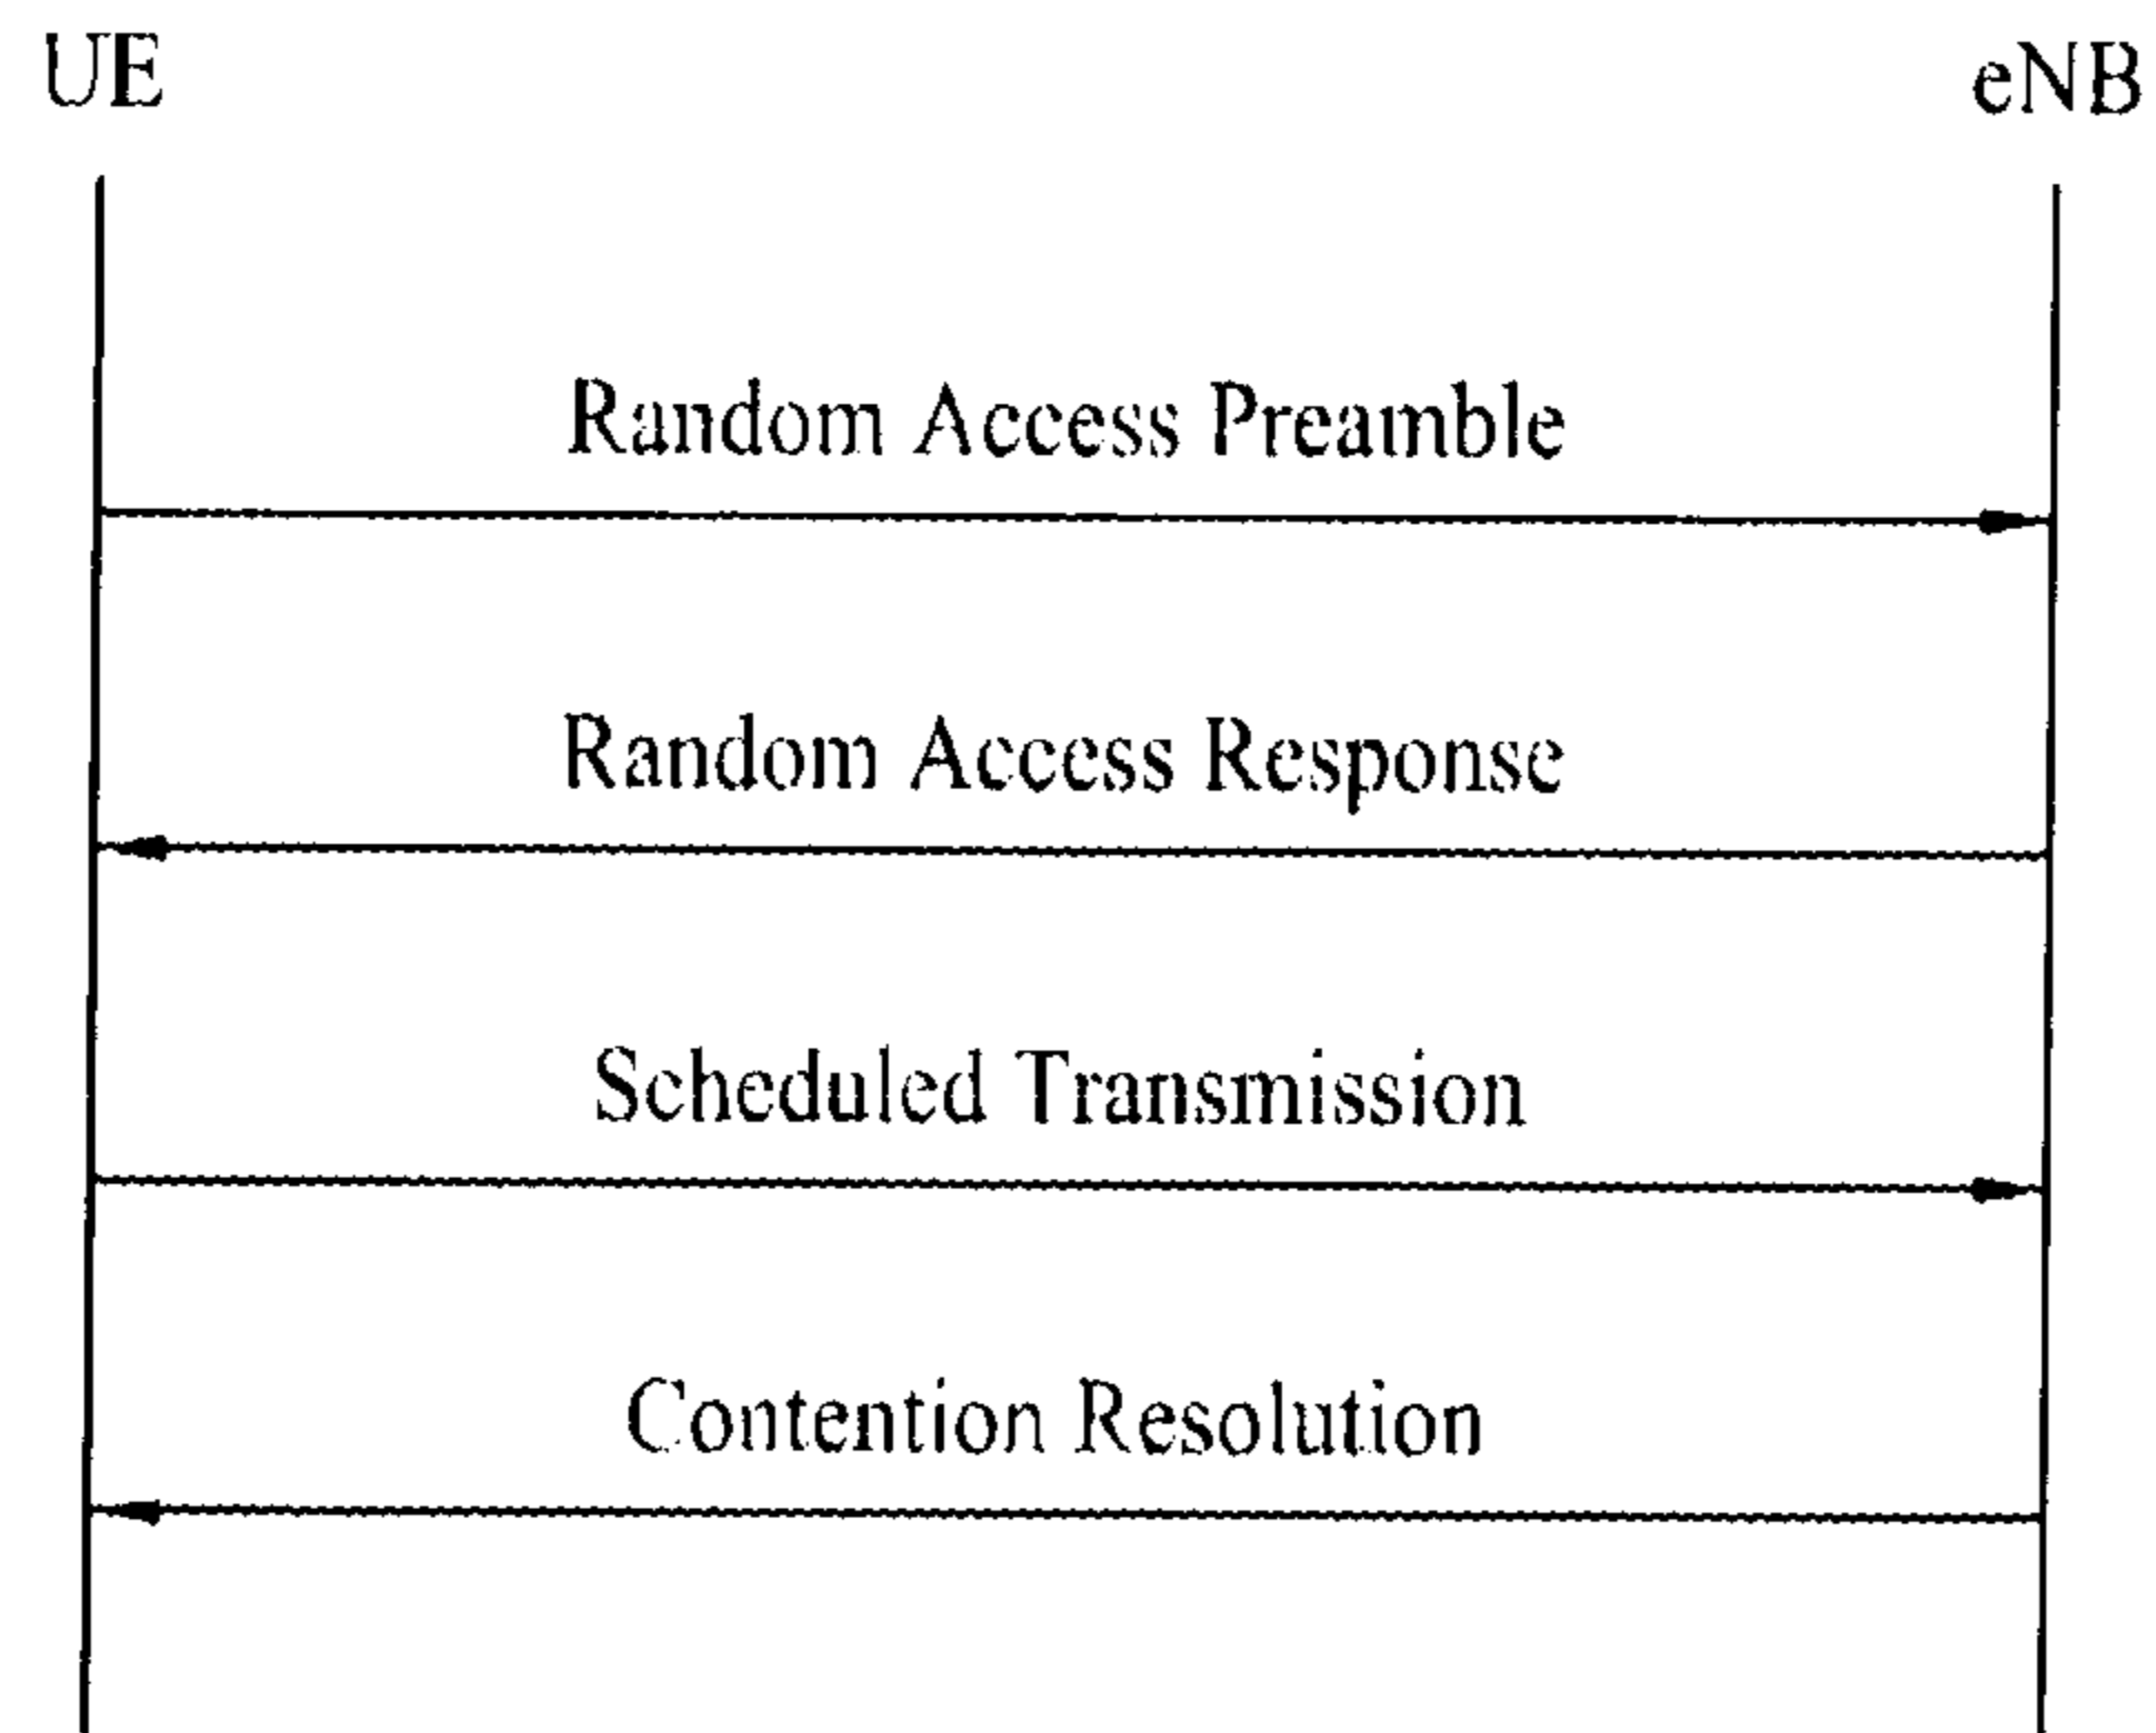 UE
eNB
Random Access Preamble
Random Access Response
Scheduled Transmission
Contention Resolution